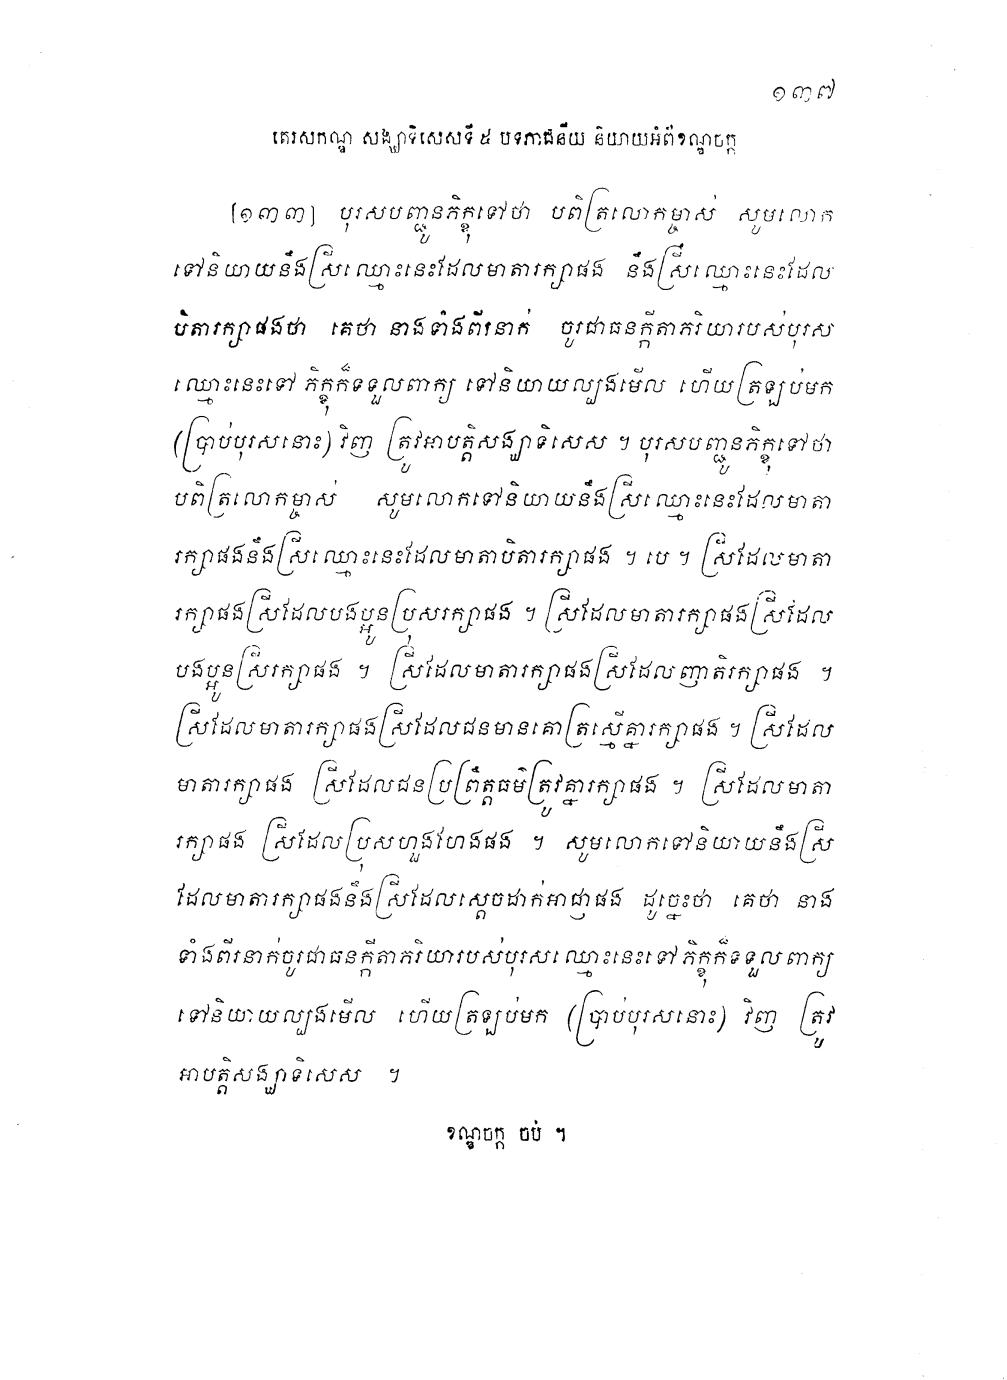 ១៣៧
តេរសកណ្ឌ សង្ឃាទិសេសទី ៥ បទភាជនីយ និយាយអំពីខណ្ឌចក្ក
[១៣៣] បុរសបញ្ជូនភិក្ខុទៅថា បពិត្រលោកម្ចាស់ សូមលោក
ទៅនិយាយនឹងស្រីឈ្មោះនេះដែលមាតារក្សាផង នឹងស្រីឈ្មោះនេះដែល
បិតារក្សាផងថា គេថា នាងទាំងពីរនាក់ ចូរជាធនក្កីតាភរិយារបស់បុរស
ឈ្មោះនេះទៅ ភិក្ខុក៏ទទួលពាក្យ ទៅនិយាយល្បងមើល ហើយត្រឡប់មក
(ប្រាប់បុរសនោះ) វិញ ត្រូវអាបត្តិសង្ឃាទិសេស ។ បុរសបញ្ជូនភិក្ខុទៅថា
បពិត្រលោកម្ចាស់ សូមលោកទៅនិយាយនឹងស្រីឈ្មោះនេះដែលមាតា
រក្សាផងនឹងស្រីឈ្មោះនេះដែលមាតាបិតារក្សាផង ។ បេ ។ ស្រីដែលមាតា
រក្សាផងស្រីដែលបងប្អូនប្រុសរក្សាផង ។ ស្រីដែលមាតារក្សាផងស្រីដែល
បងប្អូនស្រីរក្សាផង ។ ស្រីដែលមាតារក្សាផងស្រីដែលញាតិរក្សាផង ។
ស្រីដែលមាតារក្សាផងស្រីដែលជនមានគោត្រស្មើគ្នារក្សាផង ។ ស្រីដែល
មាតារក្សាផង ស្រីដែលជនប្រព្រឹត្តធម៌ត្រូវគ្នារក្សាផង ។ ស្រីដែលមាតា
រក្សាផង ស្រីដែលប្រុសហួងហែងផង ។ សូមលោកទៅនិយាយនឹងស្រី
ដែលមាតារក្សាផងនឹងស្រីដែលស្តេចដាក់អាជ្ញាផង ដូច្នេះថា គេថា នាង
ទាំងពីរនាក់ចូរជាធនក្កីតាភរិយារបស់បុរសឈ្មោះនេះទៅភិក្ខុក៏ទទួលពាក្យ
ទៅនិយាយល្បងមើល ហើយត្រឡប់មក (ប្រាប់បុរសនោះ) វិញ ត្រូវ
អាបត្តិសង្ឃាទិសេស ។
ខណ្ឌចក្ក ចប់ ។